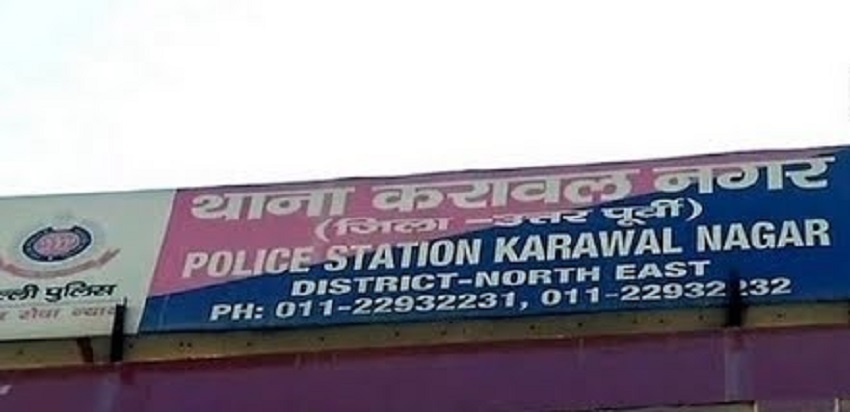 थाना करावल नगर
(जिला -उत्तर पूर्वी)
POLICE STATION KARAWAL NAGAR
DISTRICT-NORTH EAST
PH: 011-22932231, 011-22932232
ल्ली पुलिस
सेवा न्याय